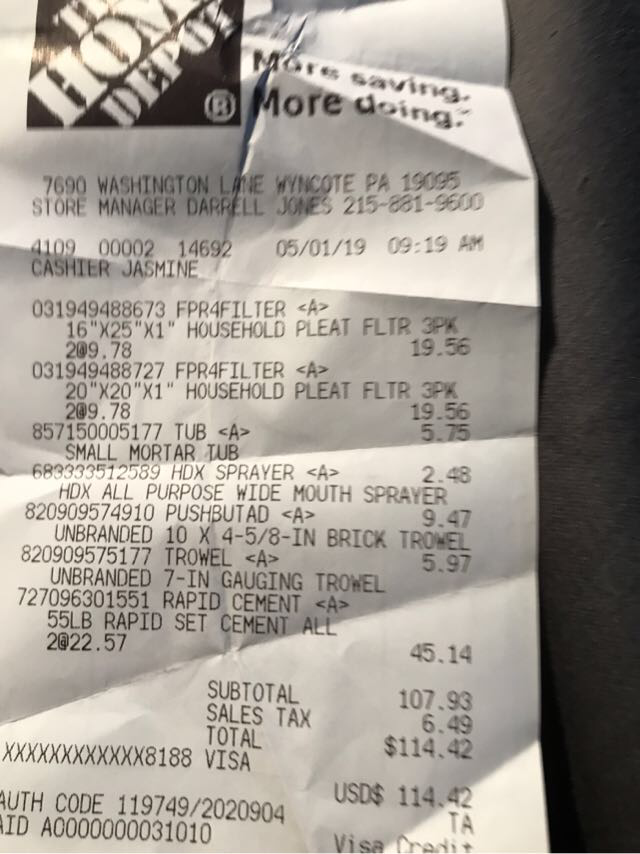 THE
HOME
DEPOT
®
More saving.
More doing.™
7690 WASHINGTON LANE WYNCOTE PA 19095
STORE MANAGER DARRELL JONES 215-881-9600
4109 00002 14692 05/01/19 09:19 AM
CASHIER JASMINE
031949488673 FPR4FILTER <A>
16"X25"X1" HOUSEHOLD PLEAT FLTR 3PK
2@9.78 19.56
031949488727 FPR4FILTER <A>
20"X20"X1" HOUSEHOLD PLEAT FLTR 3PK
2@9.78 19.56
857150005177 TUB <A> 5.75
SMALL MORTAR TUB
683333512589 HDX SPRAYER <A> 2.48
HDX ALL PURPOSE WIDE MOUTH SPRAYER
820909574910 PUSHBUTAD <A> 9.47
UNBRANDED 10 X 4-5/8-IN BRICK TROWEL
820909575177 TROWEL <A> 5.97
UNBRANDED 7-IN GAUGING TROWEL
727096301551 RAPID CEMENT <A>
55LB RAPID SET CEMENT ALL
2@22.57 45.14
SUBTOTAL 107.93
SALES TAX 6.49
TOTAL $114.42
XXXXXXXXXXXX8188 VISA
USD$ 114.42
AUTH CODE 119749/2020904 TA
AID A0000000031010 Visa Credit